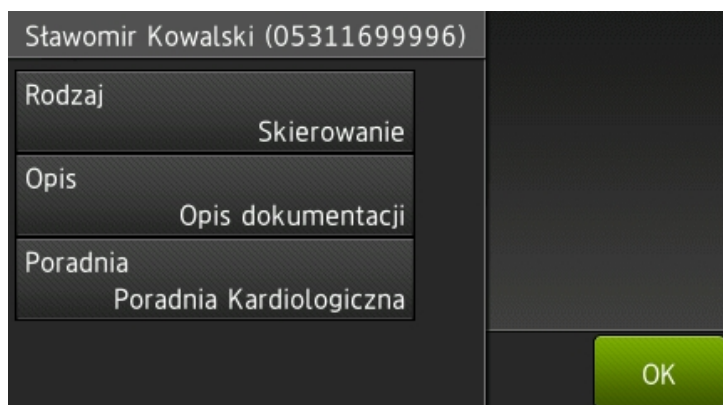 Sławomir Kowalski (05311699996)
Rodzaj
Skierowanie
Opis
Opis dokumentacji
Poradnia
Poradnia Kardiologiczna
OK